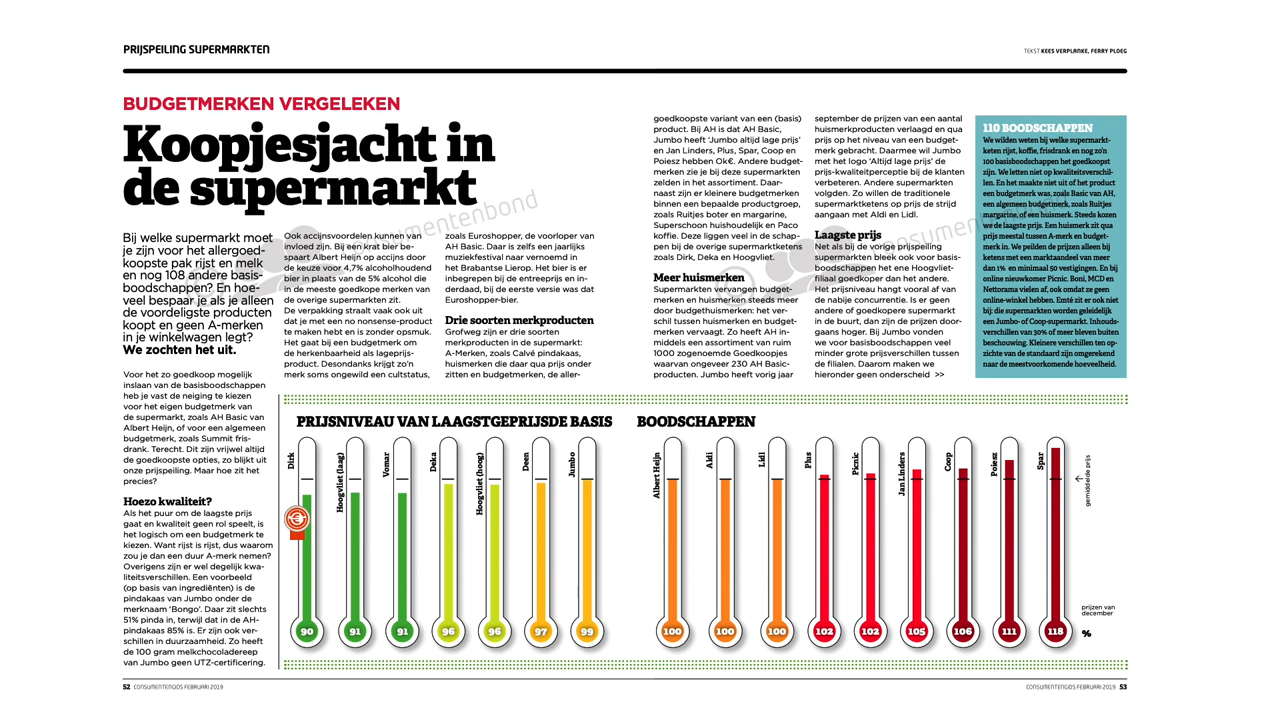 PRIJSPEILING SUPERMARKTEN
TEKST KEES VERPLANKE, FERRY PLOEG
BUDGETMERKEN VERGELEKEN
Koopjesjacht in
de supermarkt
Bij welke supermarkt moet
je zijn voor het allergoed-
koopste pak rijst en melk
en nog 108 andere basis-
boodschappen? En hoe-
veel bespaar je als je alleen
de voordeligste producten
koopt en geen A-merken
in je winkelwagen legt?
We zochten het uit.
Voor het zo goedkoop mogelijk
inslaan van de basisboodschappen
heb je vast de neiging te kiezen
voor het eigen budgetmerk van
de supermarkt, zoals AH Basic van
Albert Heijn, of voor een algemeen
budgetmerk, zoals Summit fris-
drank. Terecht. Dit zijn vrijwel altijd
de goedkoopste opties, zo blijkt uit
onze prijspeiling. Maar hoe zit het
precies?
Hoezo kwaliteit?
Als het puur om de laagste prijs
gaat en kwaliteit geen rol speelt, is
het logisch om een budgetmerk te
kiezen. Want rijst is rijst, dus waarom
zou je dan een duur A-merk nemen?
Overigens zijn er wel degelijk kwa-
liteitsverschillen. Een voorbeeld
(op basis van ingrediënten) is de
pindakaas van Jumbo onder de
merknaam ‘Bongo’. Daar zit slechts
51% pinda in, terwijl dat in de AH-
pindakaas 85% is. Er zijn ook ver-
schillen in duurzaamheid. Zo heeft
de 100 gram melkchocoladereep
van Jumbo geen UTZ-certificering.
Ook accijnsvoordelen kunnen van
invloed zijn. Bij een krat bier be-
spaart Albert Heijn op accijns door
de keuze voor 4,7% alcoholhoudend
bier in plaats van de 5% alcohol die
in de meeste goedkope merken van
de overige supermarkten zit.
De verpakking straalt vaak ook uit
dat je met een no nonsense-product
te maken hebt en is zonder opsmuk.
Het gaat bij een budgetmerk om
de herkenbaarheid als lageprijs-
product. Desondanks krijgt zo’n
merk soms ongewild een cultstatus,
zoals Euroshopper, de voorloper van
AH Basic. Daar is zelfs een jaarlijks
muziekfestival naar vernoemd in
het Brabantse Lierop. Het bier is er
inbegrepen bij de entreeprijs en in-
derdaad, bij de eerste versie was dat
Euroshopper-bier.
Drie soorten merkproducten
Grofweg zijn er drie soorten
merkproducten in de supermarkt:
A-Merken, zoals Calvé pindakaas,
huismerken die daar qua prijs onder
zitten en budgetmerken, de aller-
goedkoopste variant van een (basis)
product. Bij AH is dat AH Basic,
Jumbo heeft ‘Jumbo altijd lage prijs’
en Jan Linders, Plus, Spar, Coop en
Poiesz hebben Ok€. Andere budget-
merken zie je bij deze supermarkten
zelden in het assortiment. Daar-
naast zijn er kleinere budgetmerken
binnen een bepaalde productgroep,
zoals Ruitjes boter en margarine,
Superschoon huishoudelijk en Paco
koffie. Deze liggen veel in de schap-
pen bij de overige supermarktketens
zoals Dirk, Deka en Hoogvliet.
Meer huismerken
Supermarkten vervangen budget-
merken en huismerken steeds meer
door budgethuismerken: het ver-
schil tussen huismerken en budget-
merken vervaagt. Zo heeft AH in-
middels een assortiment van ruim
1000 zogenoemde Goedkoopjes
waarvan ongeveer 230 AH Basic-
producten. Jumbo heeft vorig jaar
september de prijzen van een aantal
huismerkproducten verlaagd en qua
prijs op het niveau van een budget-
merk gebracht. Daarmee wil Jumbo
met het logo ‘Altijd lage prijs’ de
prijs-kwaliteitperceptie bij de klanten
verbeteren. Andere supermarkten
volgden. Zo willen de traditionele
supermarktketens op prijs de strijd
aangaan met Aldi en Lidl.
Laagste prijs
Net als bij de vorige prijspeiling
supermarkten bleek ook voor basis-
boodschappen het ene Hoogvliet-
filiaal goedkoper dan het andere.
Het prijsniveau hangt vooral af van
de nabije concurrentie. Is er geen
andere of goedkopere supermarkt
in de buurt, dan zijn de prijzen door-
gaans hoger. Bij Jumbo vonden
we voor basisboodschappen veel
minder grote prijsverschillen tussen
de filialen. Daarom maken we
hieronder geen onderscheid >>
110 BOODSCHAPPEN
We wilden weten bij welke supermarkt-
keten rijst, koffie, frisdrank en nog zo’n
100 basisboodschappen het goedkoopst
zijn. We letten niet op kwaliteitsverschil-
len. En het maakte niet uit of het product
een budgetmerk was, zoals Basic van AH,
een algemeen budgetmerk, zoals Ruitjes
margarine, of een huismerk. Steeds kozen
we de laagste prijs. Een huismerk zit qua
prijs meestal tussen A-merk en budget-
merk in. We peilden de prijzen alleen bij
ketens met een marktaandeel van meer
dan 1% en minimaal 50 vestigingen. En bij
online nieuwkomer Picnic. Boni, MCD en
Nettorama vielen af, ook omdat ze geen
online-winkel hebben. Emté zit er ook niet
bij: die supermarkten worden geleidelijk
een Jumbo- of Coop-supermarkt. Inhouds-
verschillen van 30% of meer bleven buiten
beschouwing. Kleinere verschillen ten op-
zichte van de standaard zijn omgerekend
naar de meestvoorkomende hoeveelheid.
PRIJSNIVEAU VAN LAAGSTGEPRIJSDE BASIS BOODSCHAPPEN
Dirk
Hoogvliet (laag)
Vomar
Deka
Hoogvliet (hoog)
Deen
Jumbo
Albert Heijn
Aldi
Lidl
Plus
Picnic
Jan Linders
Coop
Poiesz
Spar
gemiddelde prijs
90
91
91
96
96
97
99
100
100
100
102
102
105
106
111
118
prijzen van
december
%
52 CONSUMENTENGIDS FEBRUARI 2019
CONSUMENTENGIDS FEBRUARI 2019 53